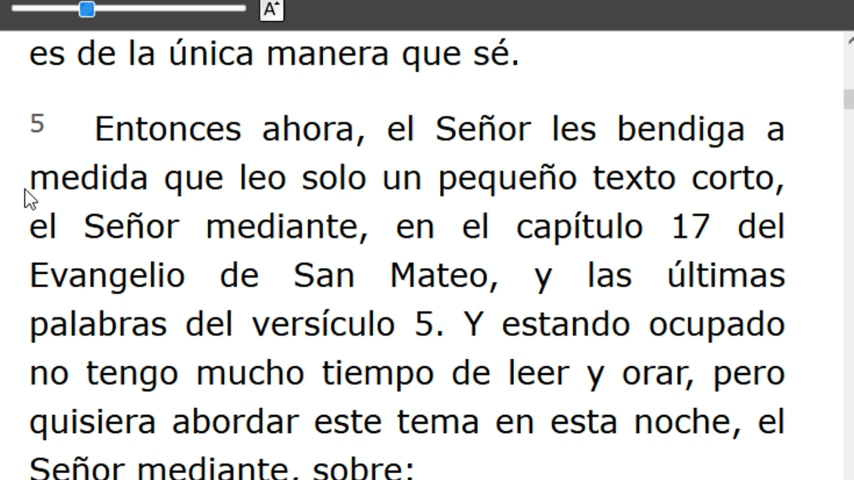 A
es de la única manera que sé.
5 Entonces ahora, el Señor les bendiga a
medida que leo solo un pequeño texto corto,
el Señor mediante, en el capítulo 17 del
Evangelio de San Mateo, y las últimas
palabras del versículo 5. Y estando ocupado
no tengo mucho tiempo de leer y orar, pero
quisiera abordar este tema en esta noche, el
Señor mediante, sobre: